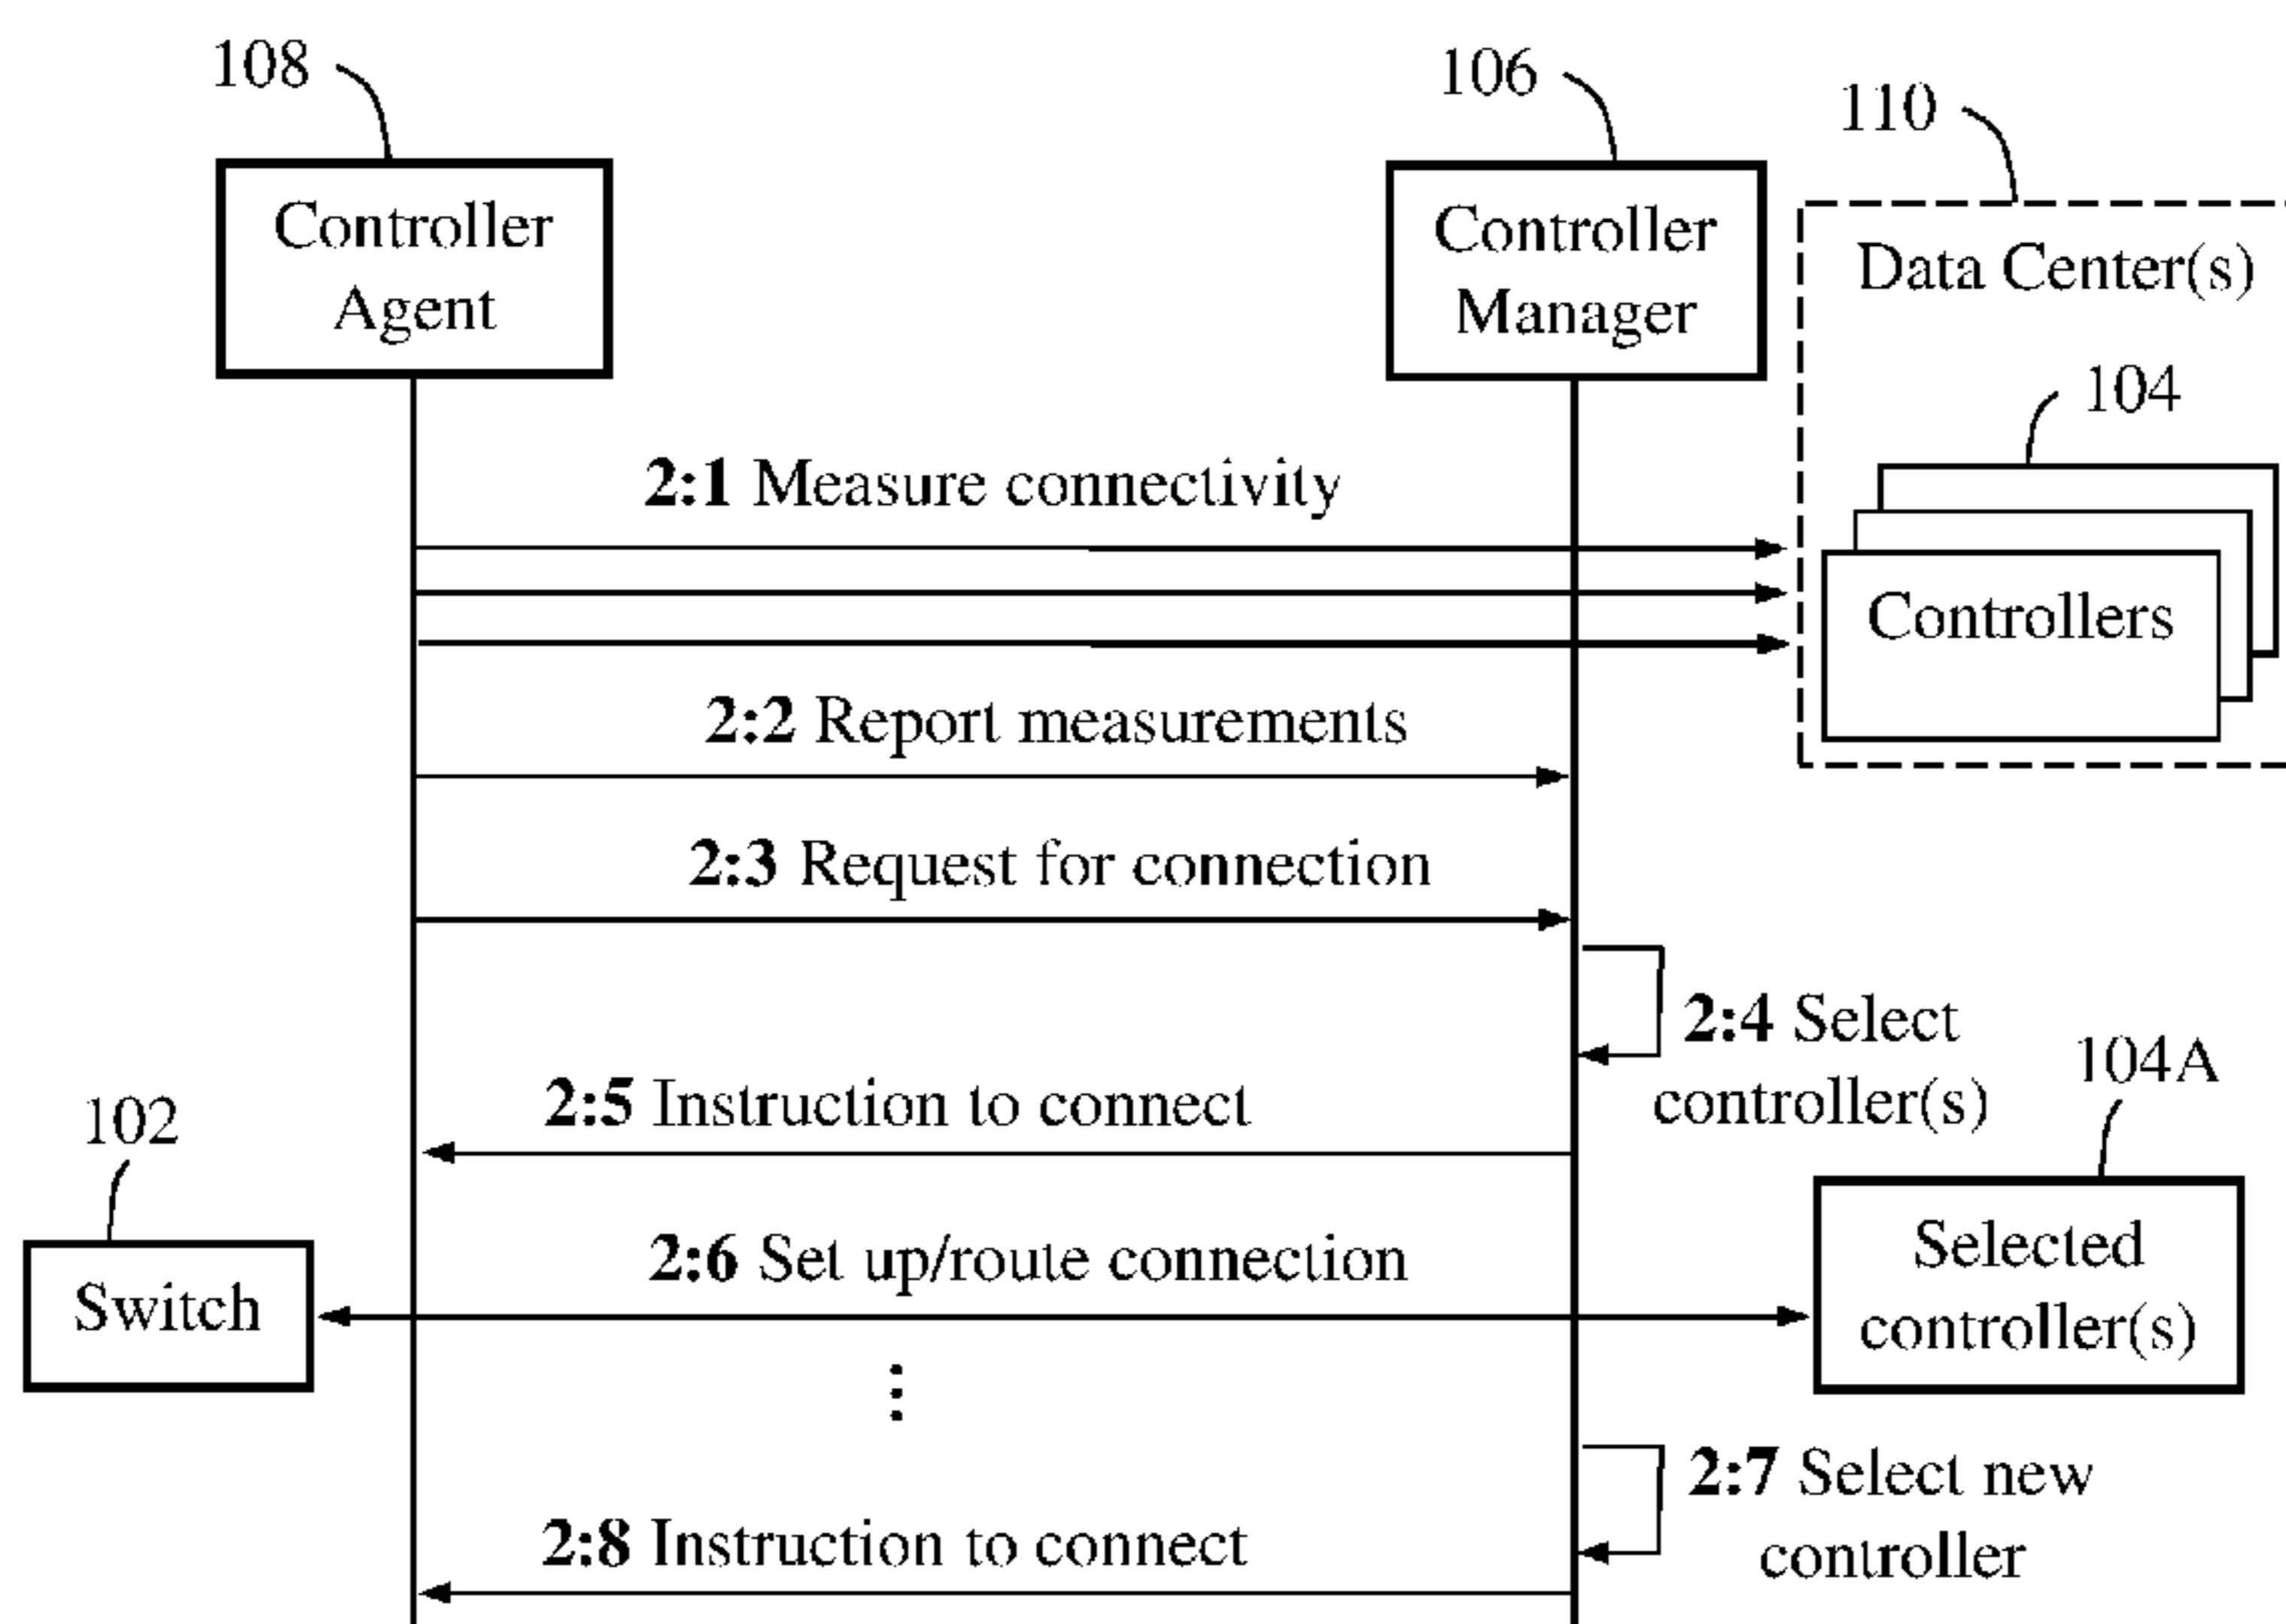 108
106
110
Controller
Agent
Controller
Manager
Data Center(s)
104
2:1 Measure connectivity
Controllers
2:2 Report measurements
2:3 Request for connection
2:4 Select
controller(s)
104A
2:5 Instruction to connect
102
2:6 Set up/route connection
Switch
Selected
controller(s)
2:7 Select new
controller
2:8 Instruction to connect